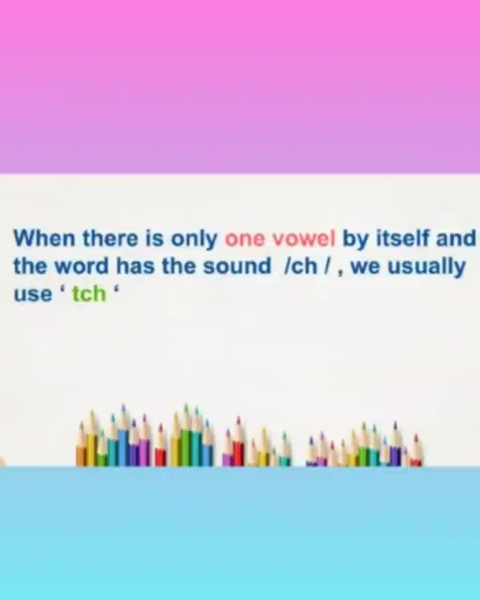 When there is only one vowel by itself and
the word has the sound /ch / , we usually
use ‘ tch ‘